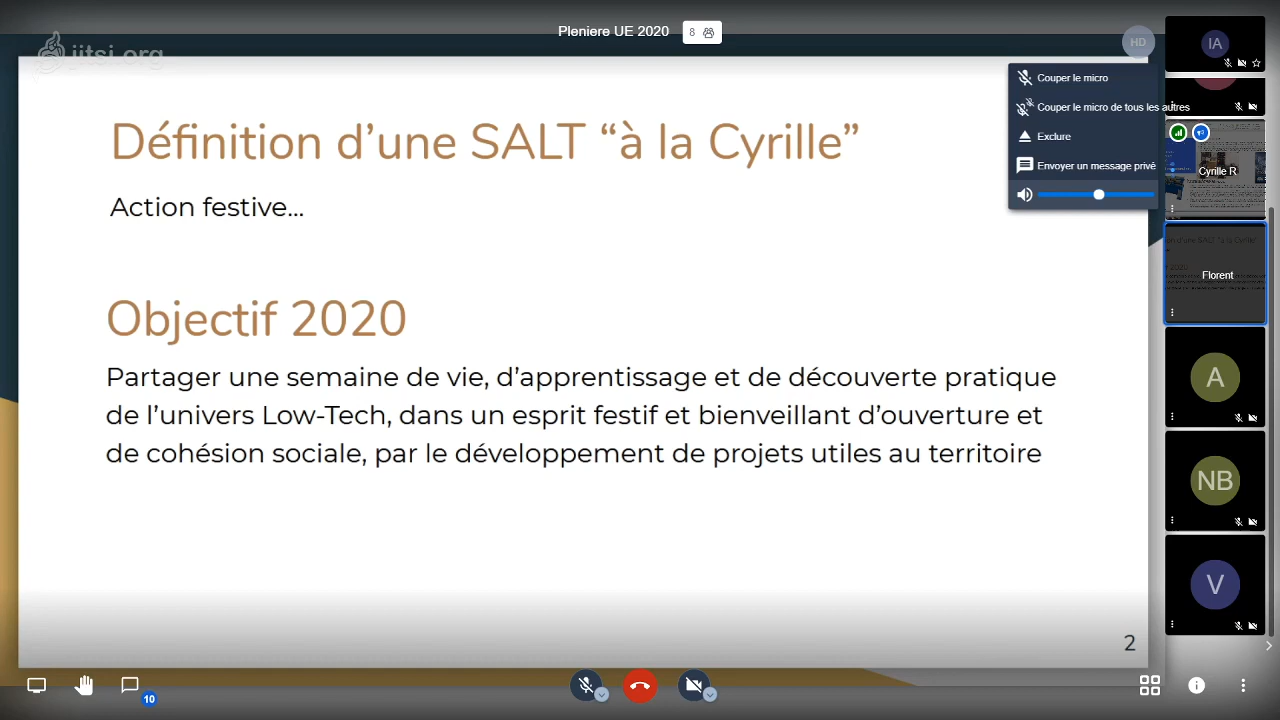 Pleniere UE 2020
8
jitsi.org
HD
IA
Couper le micro
Couper le micro de tous les autres
Exclure
Envoyer un message privé
Définition d’une SALT “à la Cyrille”
Action festive...
Objectif 2020
Partager une semaine de vie, d’apprentissage et de découverte pratique
de l’univers Low-Tech, dans un esprit festif et bienveillant d’ouverture et
de cohésion sociale, par le développement de projets utiles au territoire
2
Cyrille R
Florent
A
NB
V
10